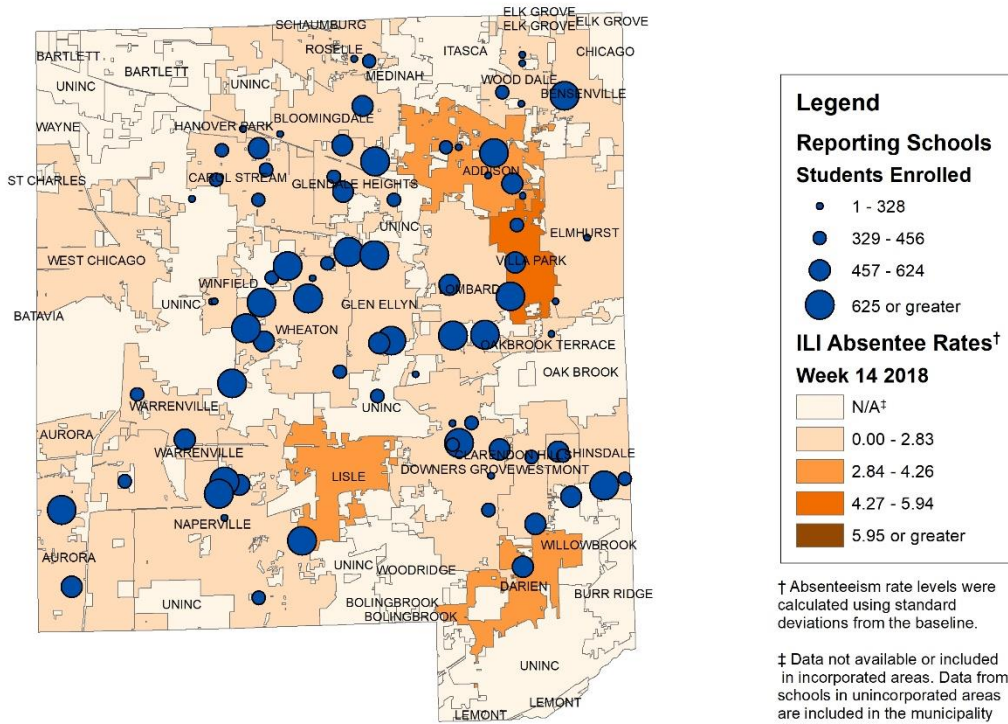 ELK GROVE
ELK GROVE
ELK GROVE
SCHAUMBURG
ROSELLE
ITASCA
CHICAGO
BARTLETT
BARTLETT
MEDINAH
UNINC
WOOD DALE
BENSENVILLE
WAYNE
HANOVER PARK
BLOOMINGDALE
ST CHARLES
CAROL STREAM
GLENDALE HEIGHTS
ADDISON
UNINC
ELMHURST
WEST CHICAGO
VILLA PARK
WINFIELD
LOMBARD
UNINC
GLEN ELLYN
BATAVIA
WHEATON
OAKBROOK TERRACE
OAK BROOK
WARRENVILLE
UNINC
AURORA
WARRENVILLE
CLARENDON HILLS
HINSDALE
LISLE
DOWNERS GROVE
WESTMONT
NAPERVILLE
AURORA
WILLOWBROOK
UNINC
WOODRIDGE
DARIEN
UNINC
BOLINGBROOK
BOLINGBROOK
BURR RIDGE
UNINC
LEMONT
LEMONT
Legend
Reporting Schools
Students Enrolled
1 - 328
329 - 456
457 - 624
625 or greater
ILI Absentee Rates†
Week 14 2018
N/A‡
0.00 - 2.83
2.84 - 4.26
4.27 - 5.94
5.95 or greater
† Absenteeism rate levels were
calculated using standard
deviations from the baseline.
‡ Data not available or included
in incorporated areas. Data from
schools in unincorporated areas
are included in the municipality